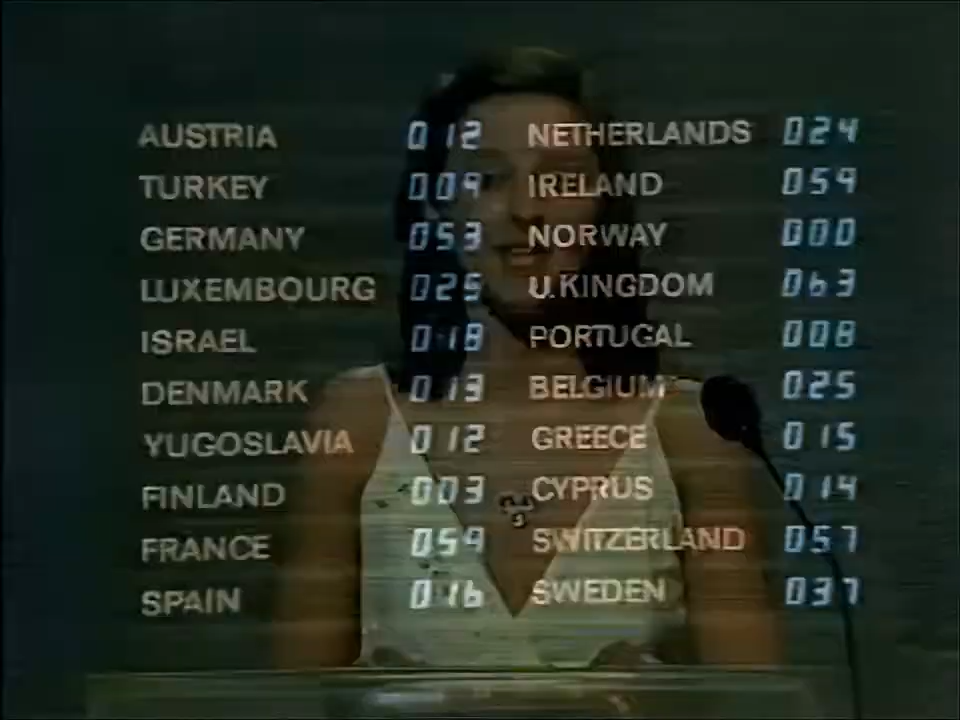 AUSTRIA 012 NETHERLANDS 024
TURKEY 009 IRELAND 059
GERMANY 053 NORWAY 000
LUXEMBOURG 025 U.KINGDOM 063
ISRAEL 018 PORTUGAL 008
DENMARK 013 BELGIUM 025
YUGOSLAVIA 012 GREECE 015
FINLAND 003 CYPRUS 014
FRANCE 059 SWITZERLAND 057
SPAIN 016 SWEDEN 037